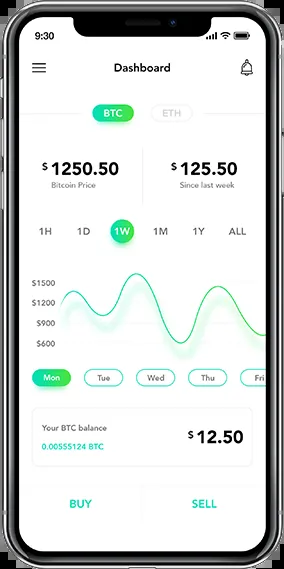 9:30
Dashboard
BTC ETH
$ 1250.50 $ 125.50
Bitcoin Price Since last week
1H 1D 1W 1M 1Y ALL
$1500
$1200
$900
$600
Mon Tue Wed Thu Fri
Your BTC balance
0.00555124 BTC
$ 12.50
BUY SELL